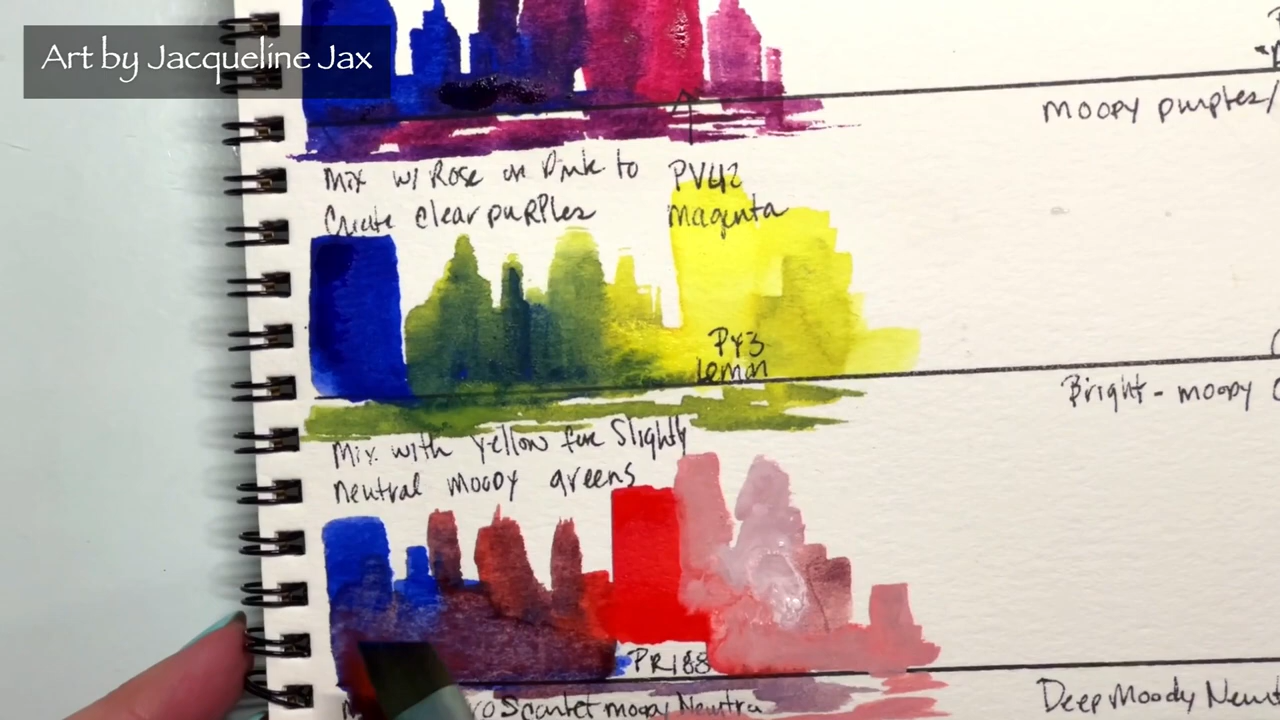 Art by Jacqueline Jax
moody purples/
Mix w/ Rose or Pink to
Create clear purples
PV42
Magenta
PY3
Lemon
Bright - moody
Mix with yellow for Slightly
neutral moody greens
PR188
Scarlet moody Neutra
Deep Moody Neut